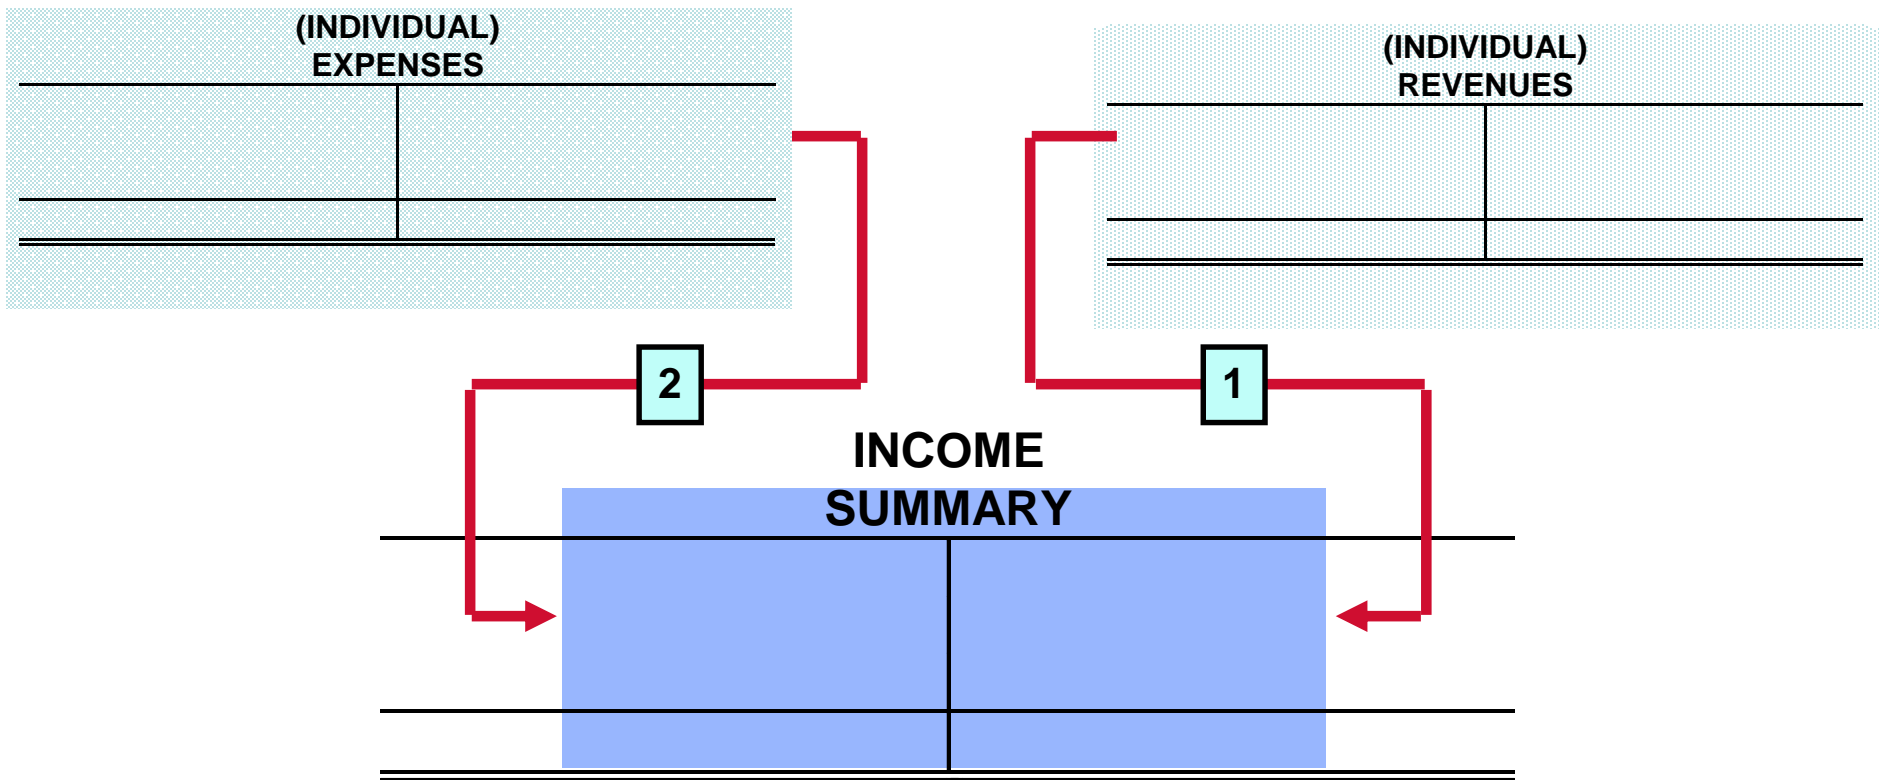 (INDIVIDUAL)
EXPENSES
(INDIVIDUAL)
REVENUES
2
1
INCOME
SUMMARY